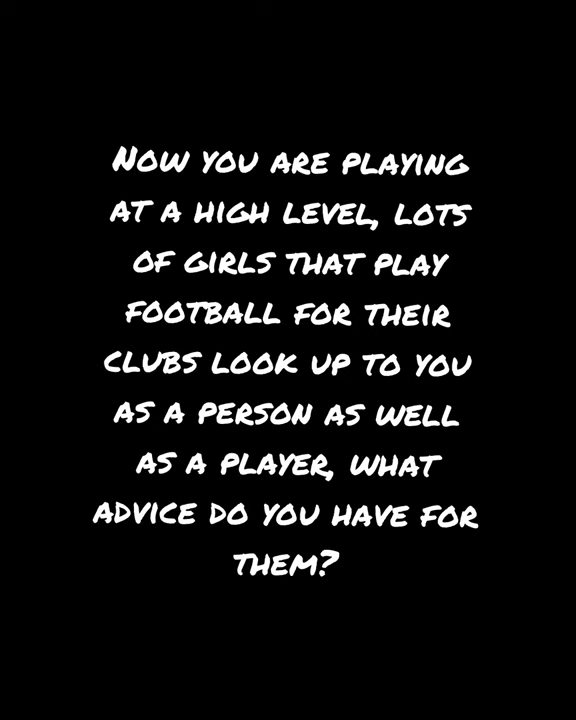 Now you are playing
at a high level, lots
of girls that play
football for their
clubs look up to you
as a person as well
as a player, what
advice do you have for
them?